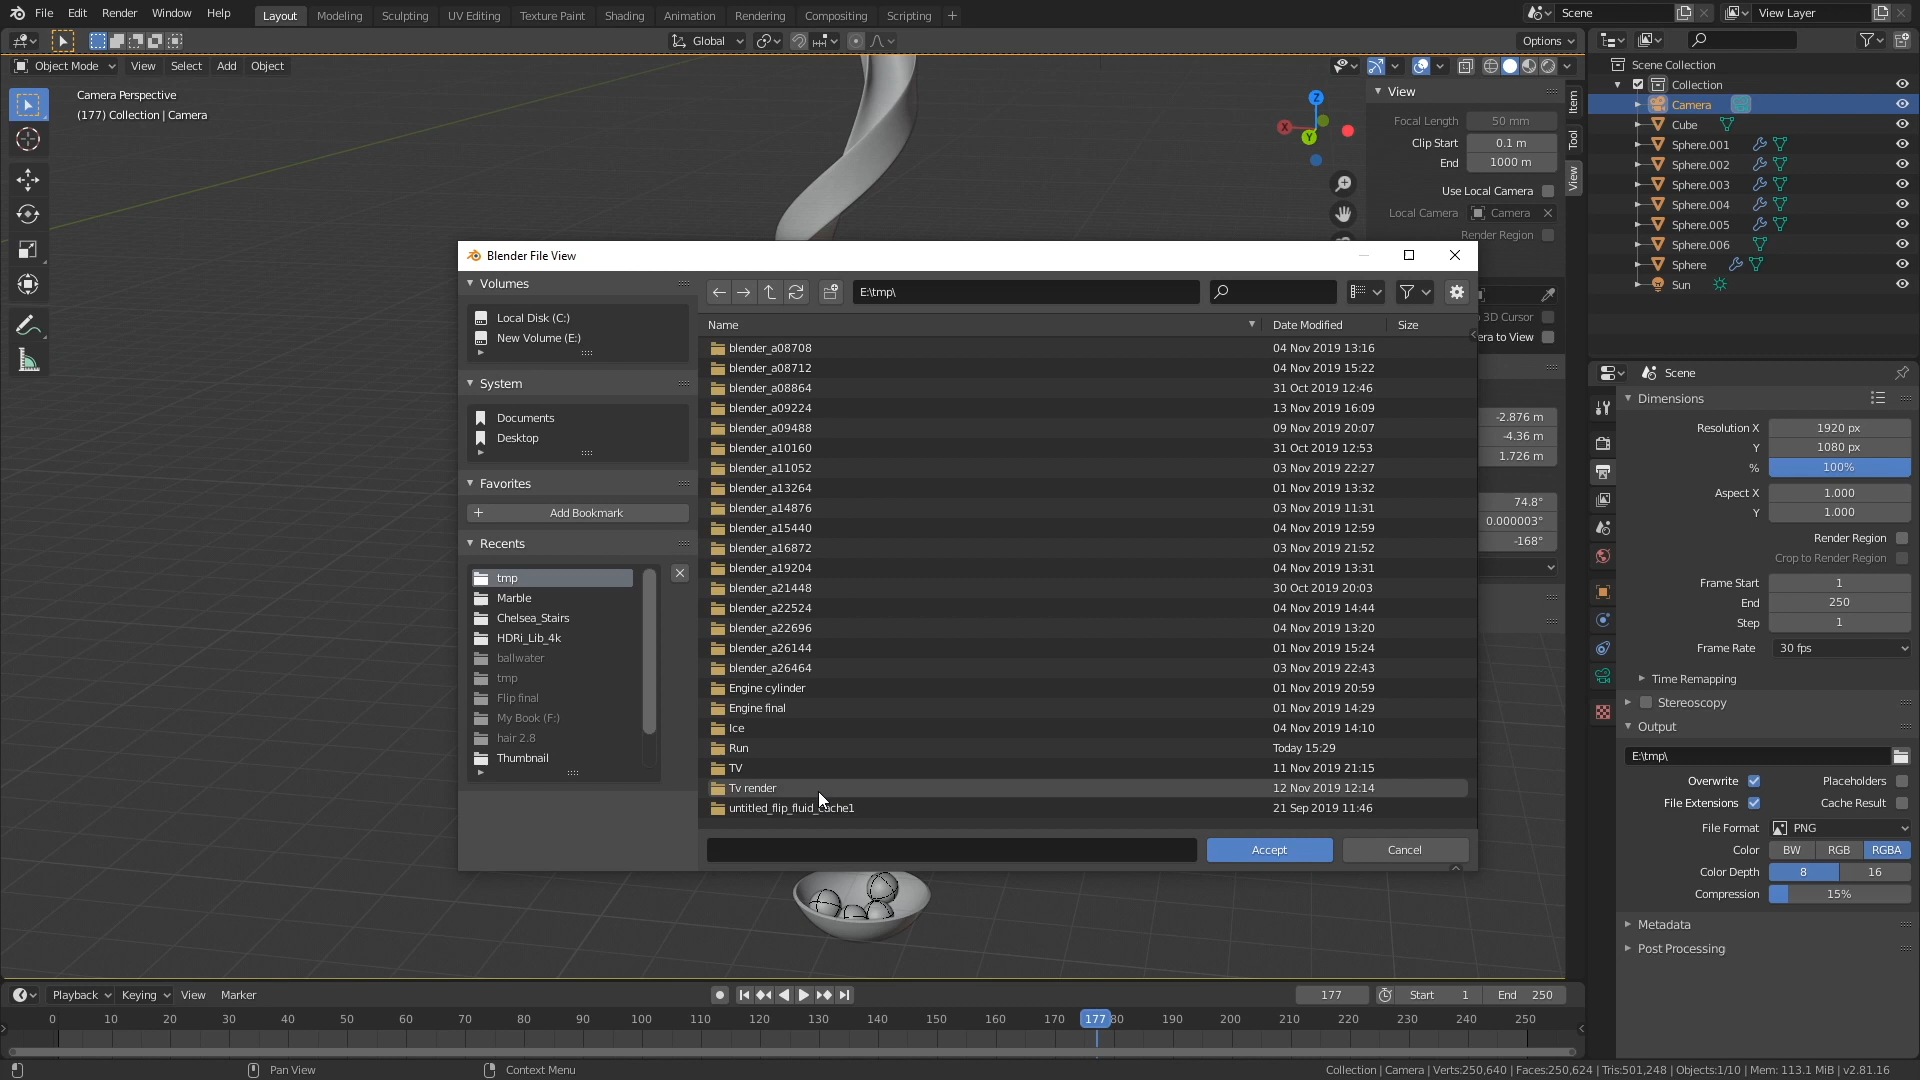 File Edit Render Window Help Layout Modeling Sculpting UV Editing Texture Paint Shading Animation Rendering Compositing Scripting + Scene View Layer
Global Options
Object Mode View Select Add Object
Camera Perspective
(177) Collection | Camera
Z
X
Y
View
Focal Length 50 mm
Clip Start 0.1 m
End 1000 m
Use Local Camera
Local Camera Camera
Render Region
Item
Tool
View
3D Cursor
era to View
-2.876 m
-4.36 m
1.726 m
74.8°
0.000003°
-168°
Blender File View
Volumes
Local Disk (C:)
New Volume (E:)
System
Documents
Desktop
Favorites
+ Add Bookmark
Recents
tmp
Marble
Chelsea_Stairs
HDRi_Lib_4k
ballwater
tmp
Flip final
My Book (F:)
hair 2.8
Thumbnail
E:\tmp\
Name Date Modified Size
blender_a08708 04 Nov 2019 13:16
blender_a08712 04 Nov 2019 15:22
blender_a08864 31 Oct 2019 12:46
blender_a09224 13 Nov 2019 16:09
blender_a09488 09 Nov 2019 20:07
blender_a10160 31 Oct 2019 12:53
blender_a11052 03 Nov 2019 22:27
blender_a13264 01 Nov 2019 13:32
blender_a14876 03 Nov 2019 11:31
blender_a15440 04 Nov 2019 12:59
blender_a16872 03 Nov 2019 21:52
blender_a19204 04 Nov 2019 13:31
blender_a21448 30 Oct 2019 20:03
blender_a22524 04 Nov 2019 14:44
blender_a22696 04 Nov 2019 13:20
blender_a26144 01 Nov 2019 15:24
blender_a26464 03 Nov 2019 22:43
Engine cylinder 01 Nov 2019 20:59
Engine final 01 Nov 2019 14:29
Ice 04 Nov 2019 14:10
Run Today 15:29
TV 11 Nov 2019 21:15
Tv render 12 Nov 2019 12:14
untitled_flip_fluid_cache1 21 Sep 2019 11:46
Accept Cancel
Scene Collection
Collection
Camera
Cube
Sphere.001
Sphere.002
Sphere.003
Sphere.004
Sphere.005
Sphere.006
Sphere
Sun
Scene
Dimensions
Resolution X 1920 px
Y 1080 px
% 100%
Aspect X 1.000
Y 1.000
Render Region
Crop to Render Region
Frame Start 1
End 250
Step 1
Frame Rate 30 fps
Time Remapping
Stereoscopy
Output
E:\tmp\
Overwrite Placeholders
File Extensions Cache Result
File Format PNG
Color BW RGB RGBA
Color Depth 8 16
Compression 15%
Metadata
Post Processing
Playback Keying View Marker 177 Start 1 End 250
0 10 20 30 40 50 60 70 80 90 100 110 120 130 140 150 160 170 177 80 190 200 210 220 230 240 250
Pan View Context Menu Collection | Camera | Verts:250,640 | Faces:250,624 | Tris:501,248 | Objects:1/10 | Mem: 113.1 MiB | v2.81.16